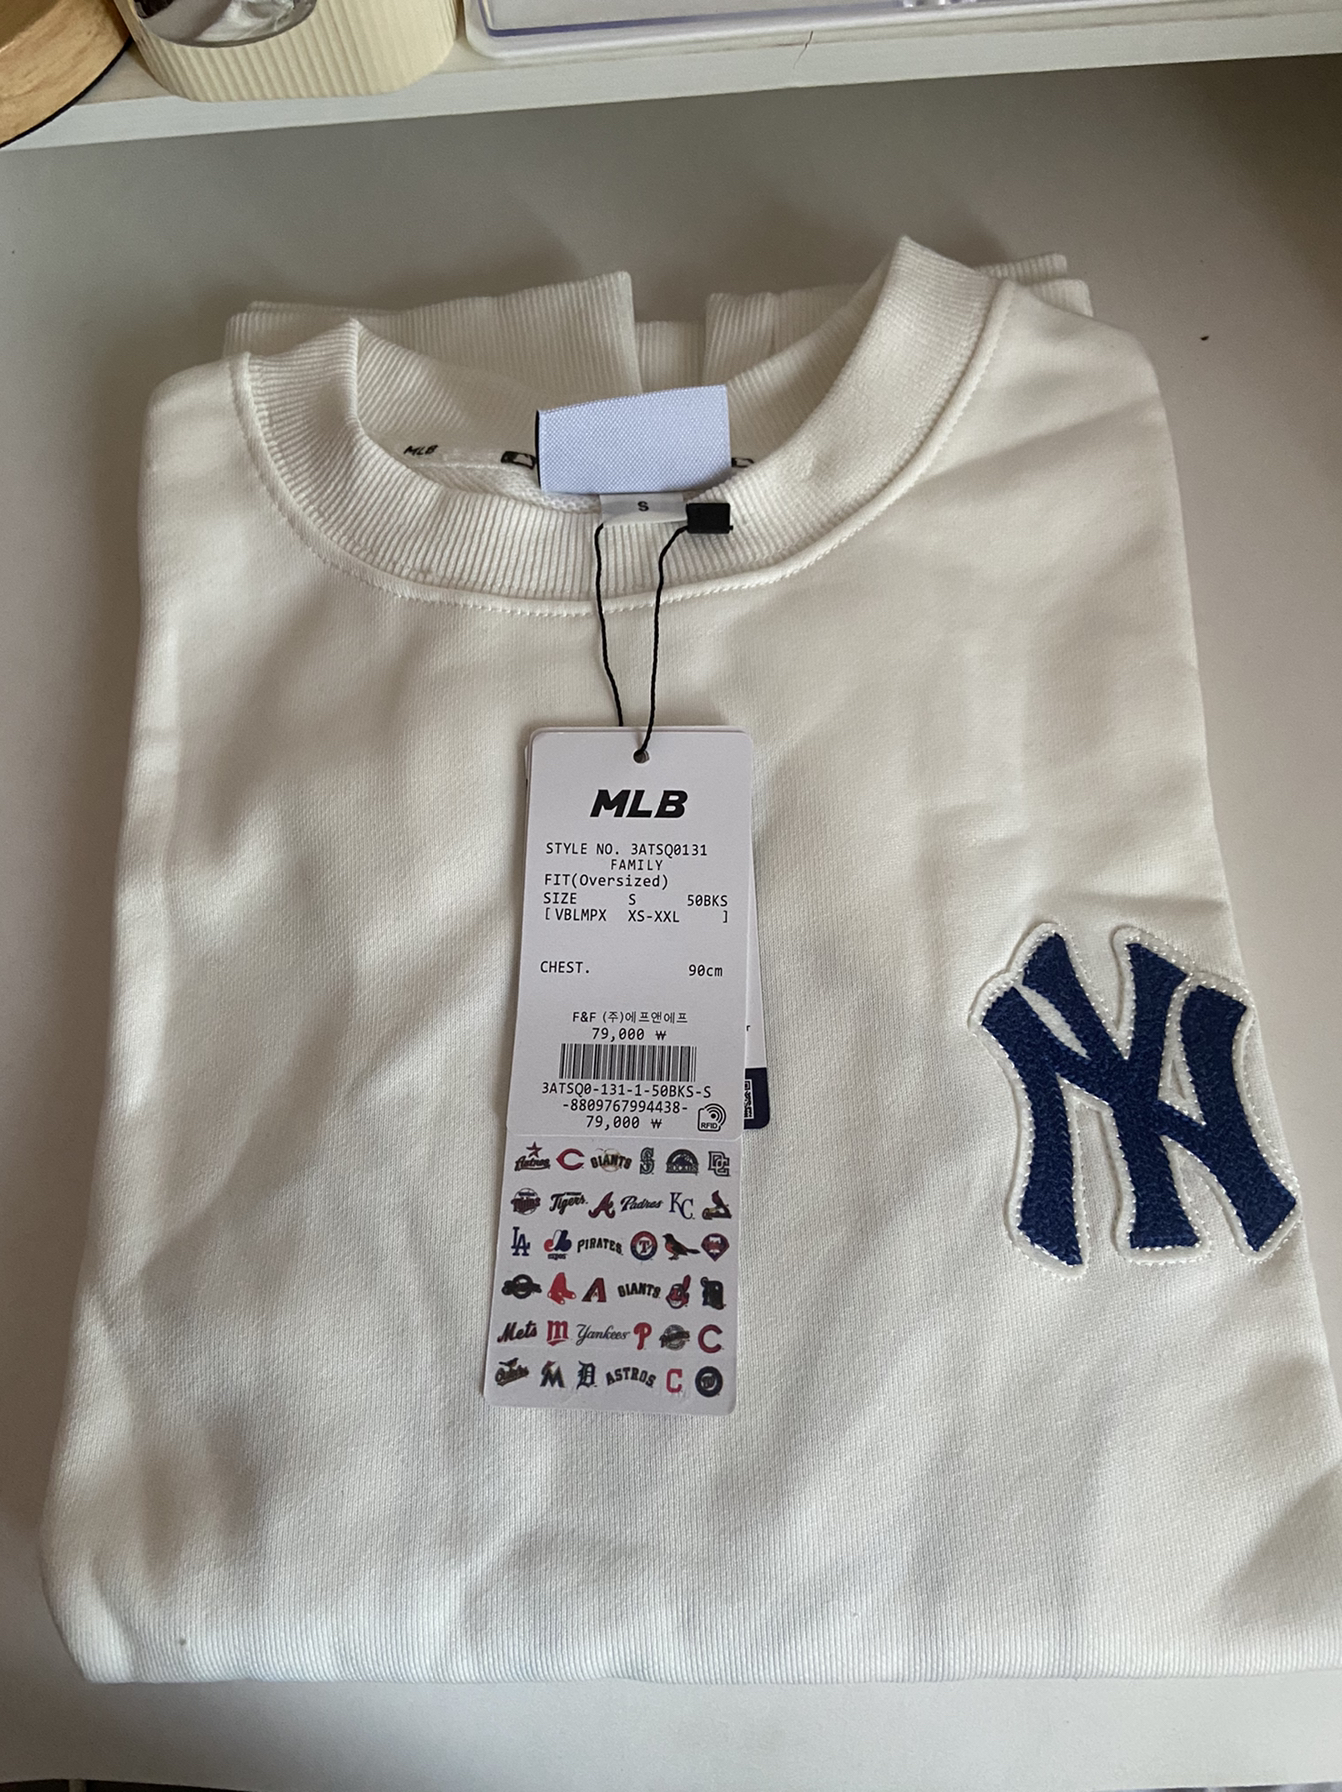 MLB
S
MLB
STYLE NO. 3ATSQ0131
FAMILY
FIT(Oversized)
SIZE S 50BKS
[ VBLMPX XS-XXL ]
CHEST. 90cm
F&F (주)에프앤에프
79,000 ₩
3ATSQ0-131-1-50BKS-S
-8809767994438-
79,000 ₩
RFID
Astros C GIANTS S
Tigers A Padres KC
LA PIRATES T
A GIANTS
Mets m Yankees P C
M D ASTROS C
NY